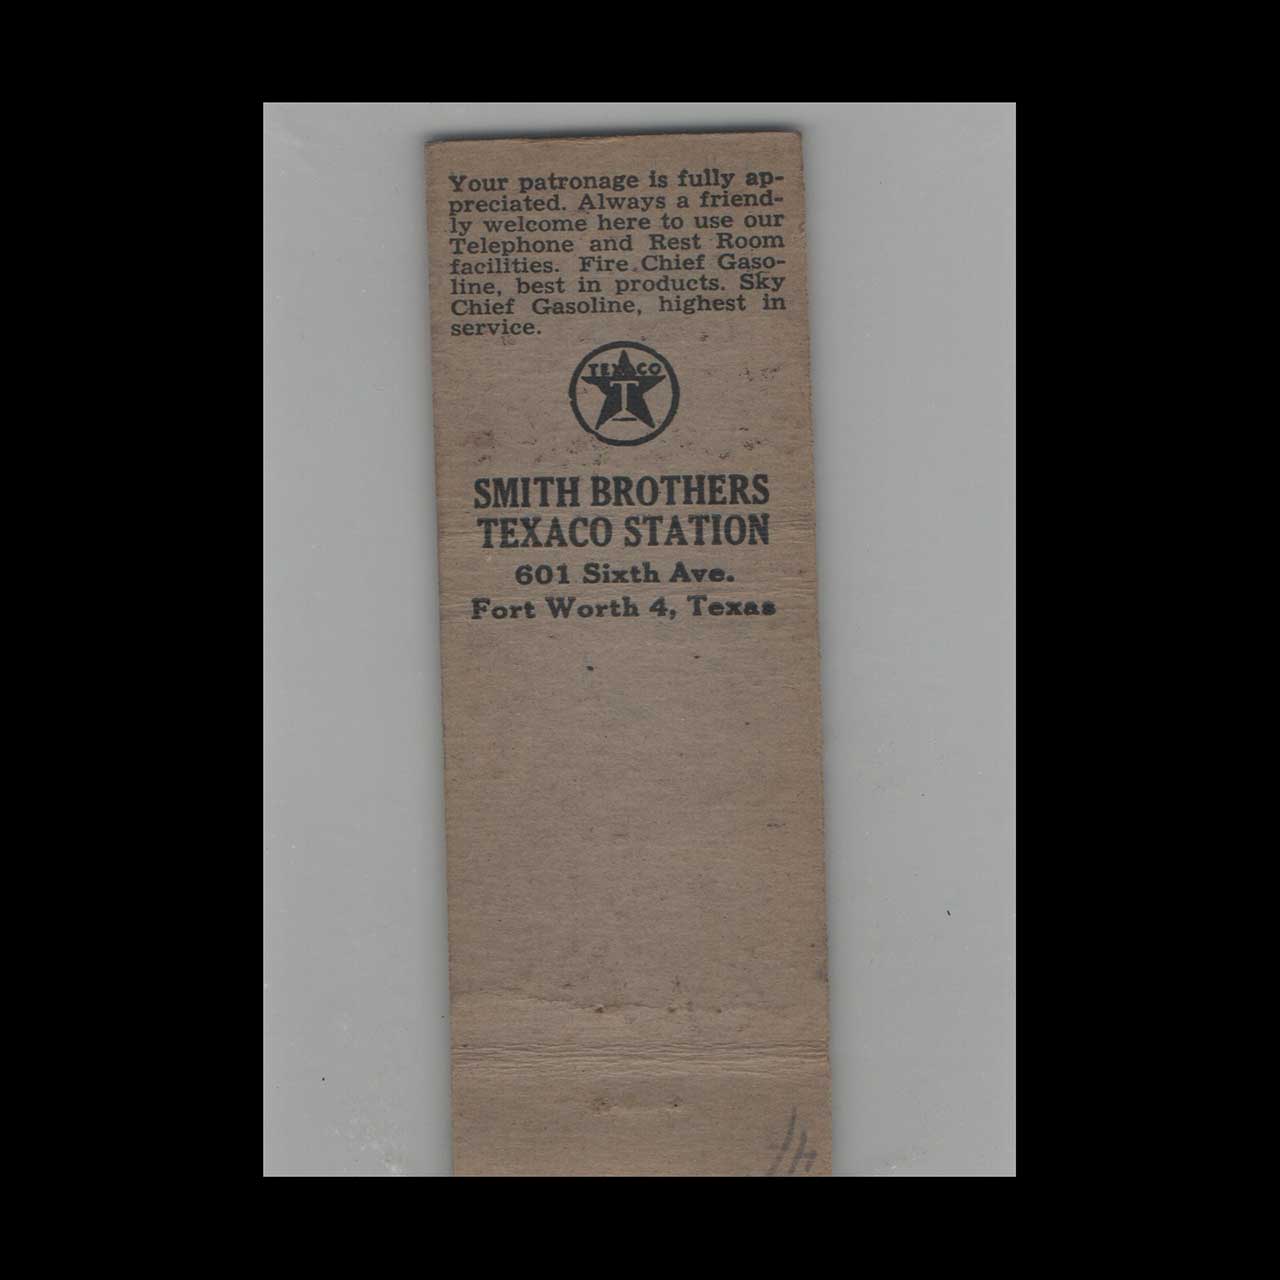 Your patronage is fully ap-
preciated. Always a friend-
ly welcome here to use our
Telephone and Rest Room
facilities. Fire Chief Gaso-
line, best in products. Sky
Chief Gasoline, highest in
service.
TEXACO
T
SMITH BROTHERS
TEXACO STATION
601 Sixth Ave.
Fort Worth 4, Texas